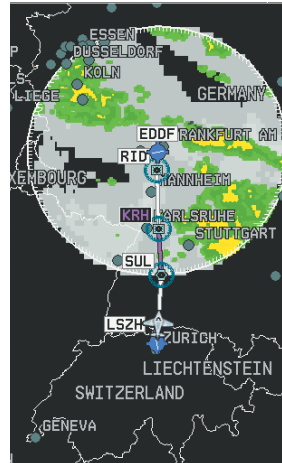 ESSEN
P
DUSSELDORF
S
KOLN
LIEGE
GERMANY
EDDF
RANKFURT AM
RID
XEMBOURG
MANNHEIM
KRH
ARLSRUHE
STUTTGART
SUL
LSZH
ZURICH
LIECHTENSTEIN
SWITZERLAND
GENEVA